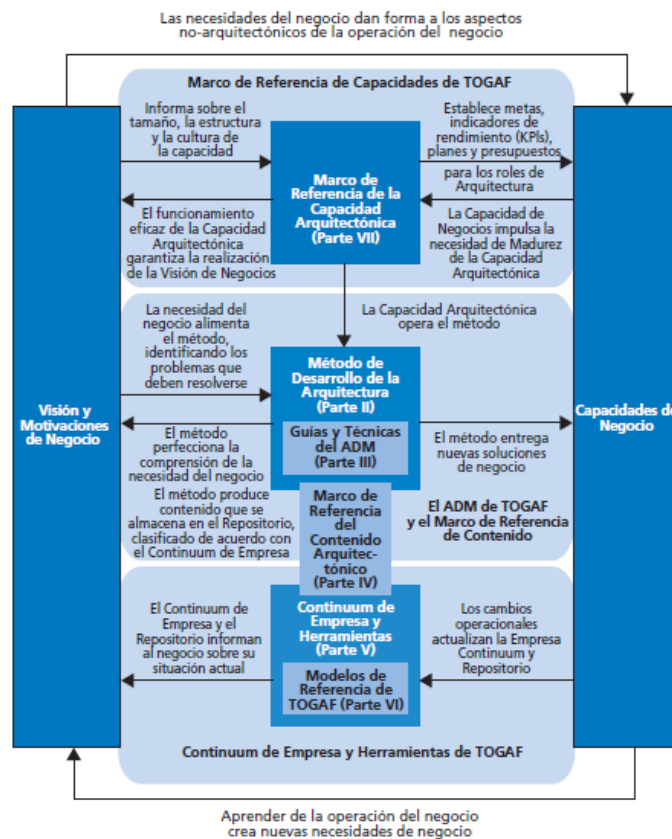 Las necesidades del negocio dan forma a los aspectos
no-arquitectónicos de la operación del negocio
Marco de Referencia de Capacidades de TOGAF
Informa sobre el
tamaño, la estructura
y la cultura de
la capacidad
Establece metas,
indicadores de
rendimiento (KPIs),
planes y presupuestos
para los roles de
Arquitectura
Marco de
Referencia de la
Capacidad
Arquitectónica
(Parte VII)
El funcionamiento
eficaz de la Capacidad
Arquitectónica
garantiza la realización
de la Visión de Negocios
La Capacidad de
Negocios impulsa la
necesidad de Madurez
de la Capacidad
Arquitectónica
La necesidad del
negocio alimenta
el método,
identificando los
problemas que
deben resolverse
La Capacidad Arquitectónica
opera el método
Visión y
Motivaciones
de Negocio
Método de
Desarrollo de la
Arquitectura
(Parte II)
Guías y Técnicas
del ADM
(Parte III)
Capacidades de
Negocio
El método
perfecciona la
comprensión de la
necesidad del negocio
El método entrega
nuevas soluciones
de negocio
El método produce
contenido que se
almacena en el Repositorio,
clasificado de acuerdo con
el Continuum de Empresa
Marco de
Referencia
del
Contenido
Arquitec-
tónico
(Parte IV)
El ADM de TOGAF
y el Marco de Referencia
de Contenido
El Continuum de
Empresa y el
Repositorio informan
al negocio sobre su
situación actual
Continuum de
Empresa y
Herramientas
(Parte V)
Modelos de
Referencia de
TOGAF (Parte VI)
Los cambios
operacionales
actualizan la Empresa
Continuum y
Repositorio
Continuum de Empresa y Herramientas de TOGAF
Aprender de la operación del negocio
crea nuevas necesidades de negocio